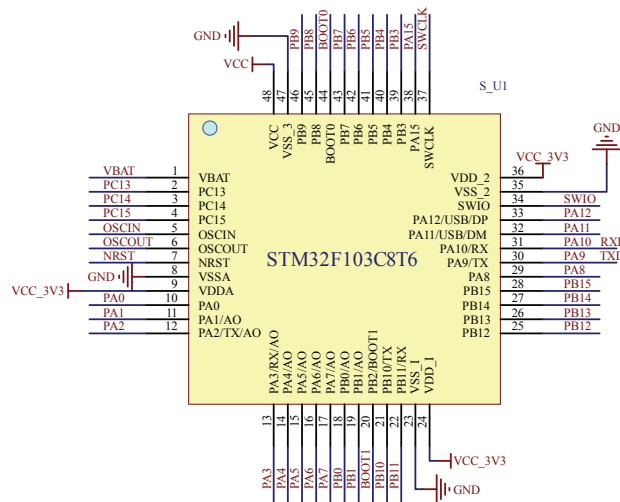 GND
VCC
PB9
PB8
BOOT0
PB7
PB6
PB5
PB4
PB3
PA15
SWCLK
48
47
46
45
44
43
42
41
40
39
38
37
S_U1
VCC
VSS_3
PB9
PB8
BOOT0
PB7
PB6
PB5
PB4
PB3
PA15
SWCLK
VBAT 1 VBAT
PC13 2 PC13
PC14 3 PC14
PC15 4 PC15
OSCIN 5 OSCIN
OSCOUT 6 OSCOUT
NRST 7 NRST
GND 8 VSSA
VCC_3V3 9 VDDA
PA0 10 PA0
PA1 11 PA1/AO
PA2 12 PA2/TX/AO
STM32F103C8T6
VDD_2 36 VCC_3V3
VSS_2 35 GND
SWIO 34 SWIO
PA12/USB/DP 33 PA12
PA11/USB/DM 32 PA11
PA10/RX 31 PA10 RXD
PA9/TX 30 PA9 TXD
PA8 29 PA8
PB15 28 PB15
PB14 27 PB14
PB13 26 PB13
PB12 25 PB12
PA3/RX/AO
PA4/AO
PA5/AO
PA6/AO
PA7/AO
PB0/AO
PB1/AO
PB2/BOOT1
PB10/TX
PB11/RX
VSS_I
VDD_I
13
14
15
16
17
18
19
20
21
22
23
24
PA3
PA4
PA5
PA6
PA7
PB0
PB1
BOOT1
PB10
PB11
GND
VCC_3V3